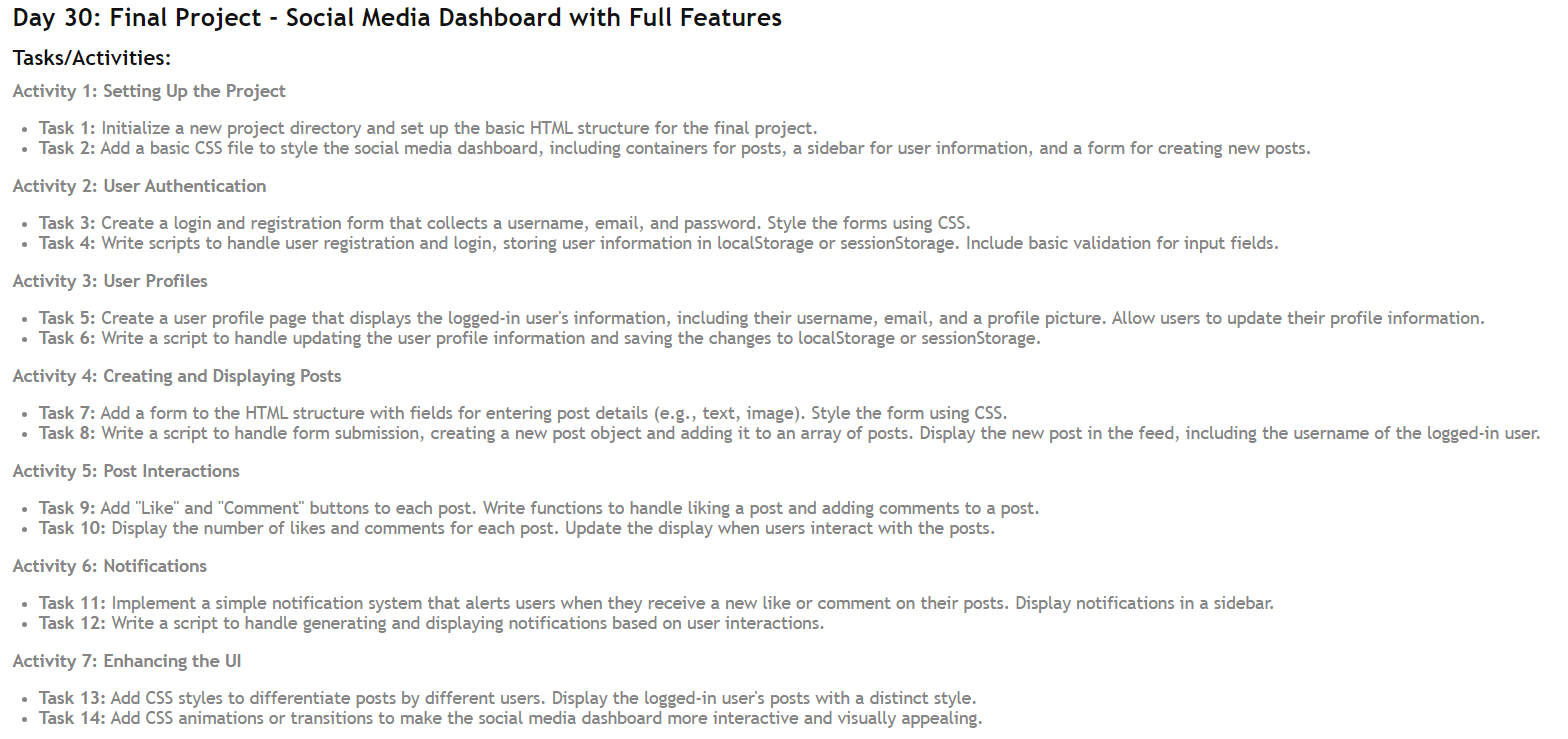 Day 30: Final Project - Social Media Dashboard with Full Features
Tasks/Activities:
Activity 1: Setting Up the Project
• Task 1: Initialize a new project directory and set up the basic HTML structure for the final project.
• Task 2: Add a basic CSS file to style the social media dashboard, including containers for posts, a sidebar for user information, and a form for creating new posts.
Activity 2: User Authentication
• Task 3: Create a login and registration form that collects a username, email, and password. Style the forms using CSS.
• Task 4: Write scripts to handle user registration and login, storing user information in localStorage or sessionStorage. Include basic validation for input fields.
Activity 3: User Profiles
• Task 5: Create a user profile page that displays the logged-in user's information, including their username, email, and a profile picture. Allow users to update their profile information.
• Task 6: Write a script to handle updating the user profile information and saving the changes to localStorage or sessionStorage.
Activity 4: Creating and Displaying Posts
• Task 7: Add a form to the HTML structure with fields for entering post details (e.g., text, image). Style the form using CSS.
• Task 8: Write a script to handle form submission, creating a new post object and adding it to an array of posts. Display the new post in the feed, including the username of the logged-in user.
Activity 5: Post Interactions
• Task 9: Add "Like" and "Comment" buttons to each post. Write functions to handle liking a post and adding comments to a post.
• Task 10: Display the number of likes and comments for each post. Update the display when users interact with the posts.
Activity 6: Notifications
• Task 11: Implement a simple notification system that alerts users when they receive a new like or comment on their posts. Display notifications in a sidebar.
• Task 12: Write a script to handle generating and displaying notifications based on user interactions.
Activity 7: Enhancing the UI
• Task 13: Add CSS styles to differentiate posts by different users. Display the logged-in user's posts with a distinct style.
• Task 14: Add CSS animations or transitions to make the social media dashboard more interactive and visually appealing.